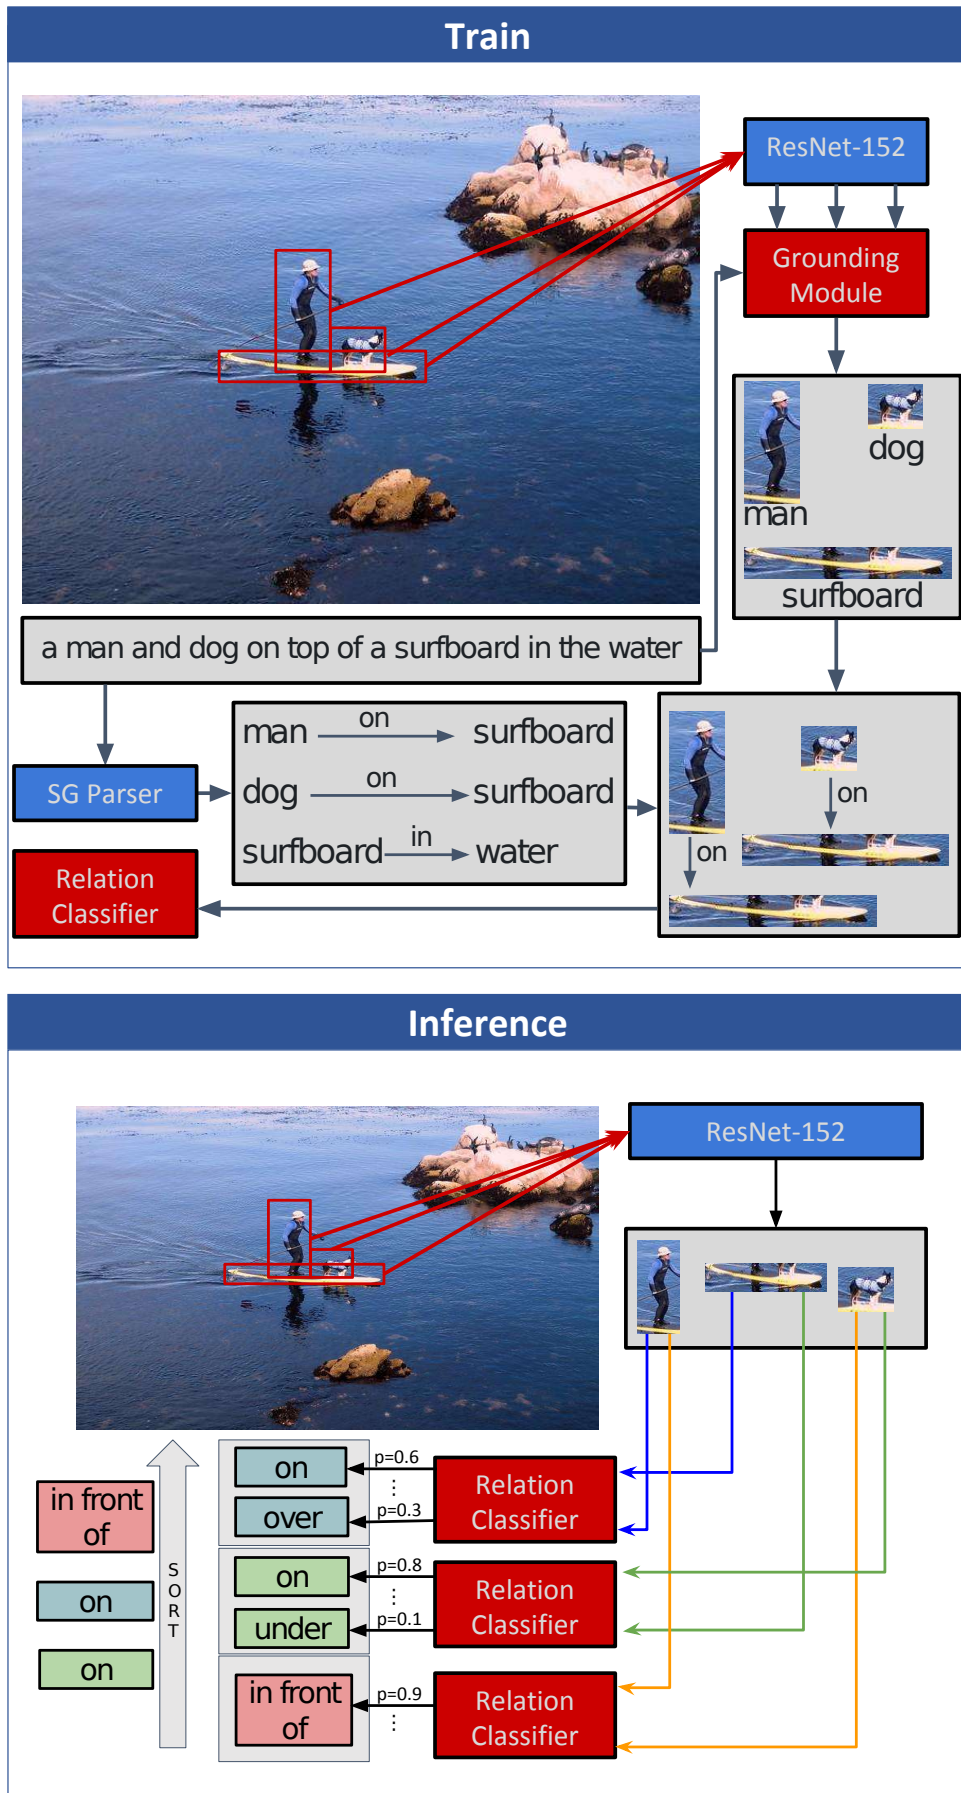 Train
ResNet-152
Grounding
Module
dog
man
surfboard
a man and dog on top of a surfboard in the water
SG Parser
man on surfboard
dog on surfboard
surfboard in water
on
on
Relation
Classifier
Inference
ResNet-152
SORT
in front
of
on
on
on
over
p=0.6
⋮
p=0.3
Relation
Classifier
on
under
p=0.8
⋮
p=0.1
Relation
Classifier
in front
of
p=0.9
⋮
Relation
Classifier